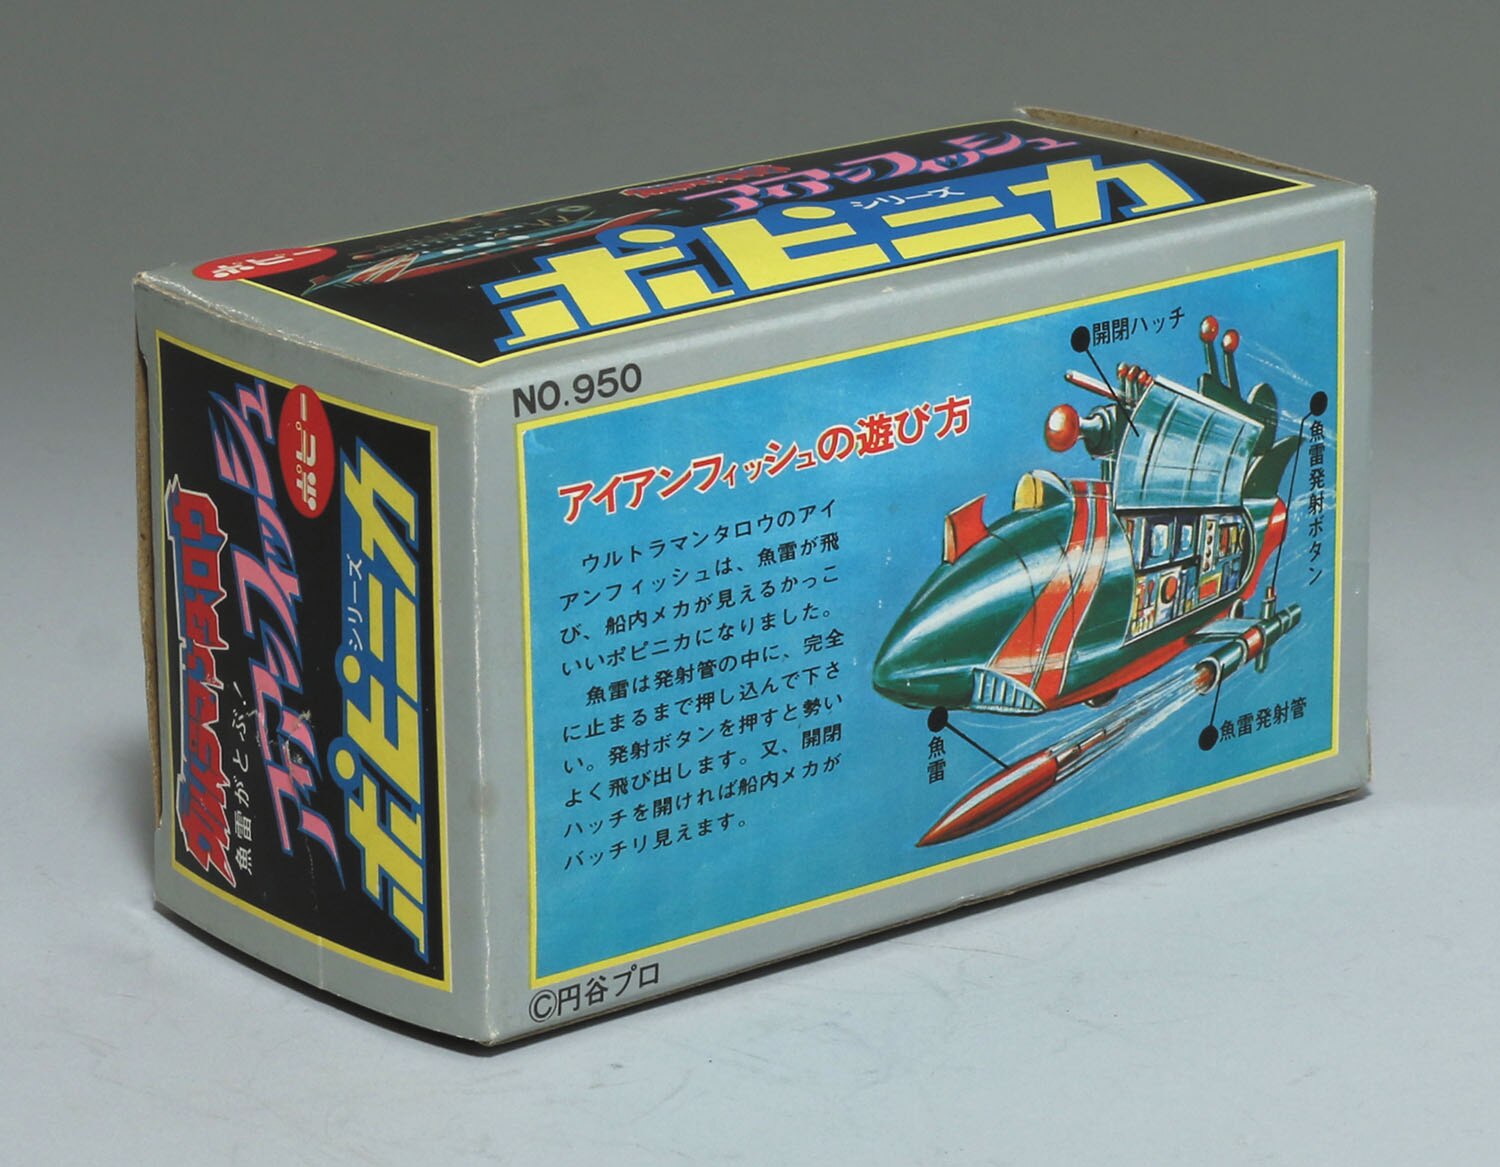 アイアンフィッシュ
シリーズ
ポピニカ
ポピー
ポピー
ウルトラマンタロウ
魚雷がとぶ!
アイアンフィッシュ
シリーズ
ポピニカ
NO.950
アイアンフィッシュの遊び方
ウルトラマンタロウのアイ
アンフィッシュは、魚雷が飛
び、船内メカが見えるかっこ
いいポピニカになりました。
魚雷は発射管の中に、完全
に止まるまで押し込んで下さ
い。発射ボタンを押すと勢い
よく飛び出します。又、開閉
ハッチを開ければ船内メカが
バッチリ見えます。
開閉ハッチ
魚雷発射ボタン
魚雷発射管
魚雷
©円谷プロ